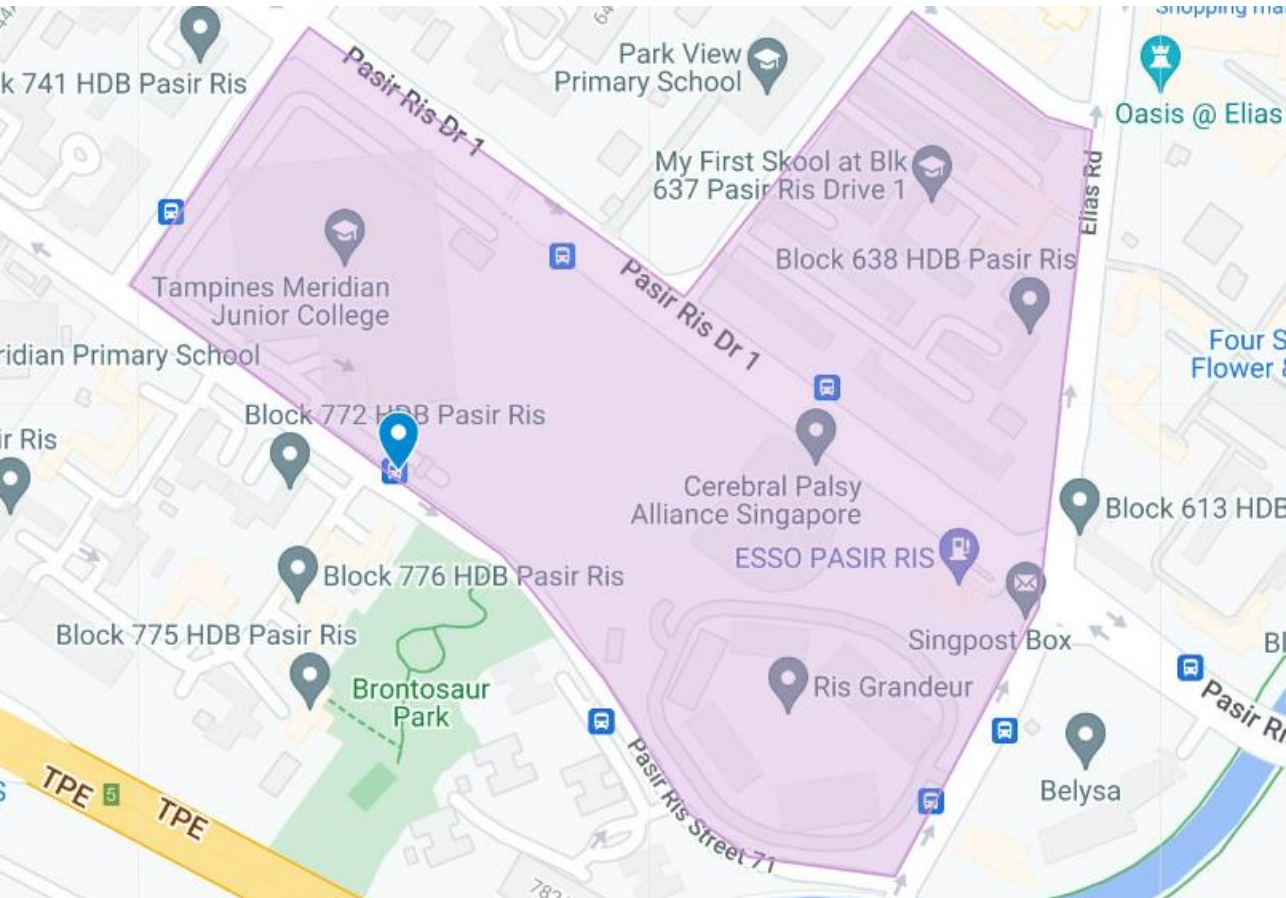 Shopping ma
k 741 HDB Pasir Ris
Pasir Ris Dr 1
Park View
Primary School
Oasis @ Elias
My First Skool at Blk
637 Pasir Ris Drive 1
Elias Rd
Block 638 HDB Pasir Ris
Tampines Meridian
Junior College
Pasir Ris Dr 1
ridian Primary School
Four S
Flower &
Block 772 HDB Pasir Ris
ir Ris
Cerebral Palsy
Alliance Singapore
Block 613 HDB
ESSO PASIR RIS
Block 776 HDB Pasir Ris
Block 775 HDB Pasir Ris
Singpost Box
Bl
Brontosaur
Park
Ris Grandeur
Pasir Ri
TPE 5 TPE
Belysa
Pasir Ris Street 71